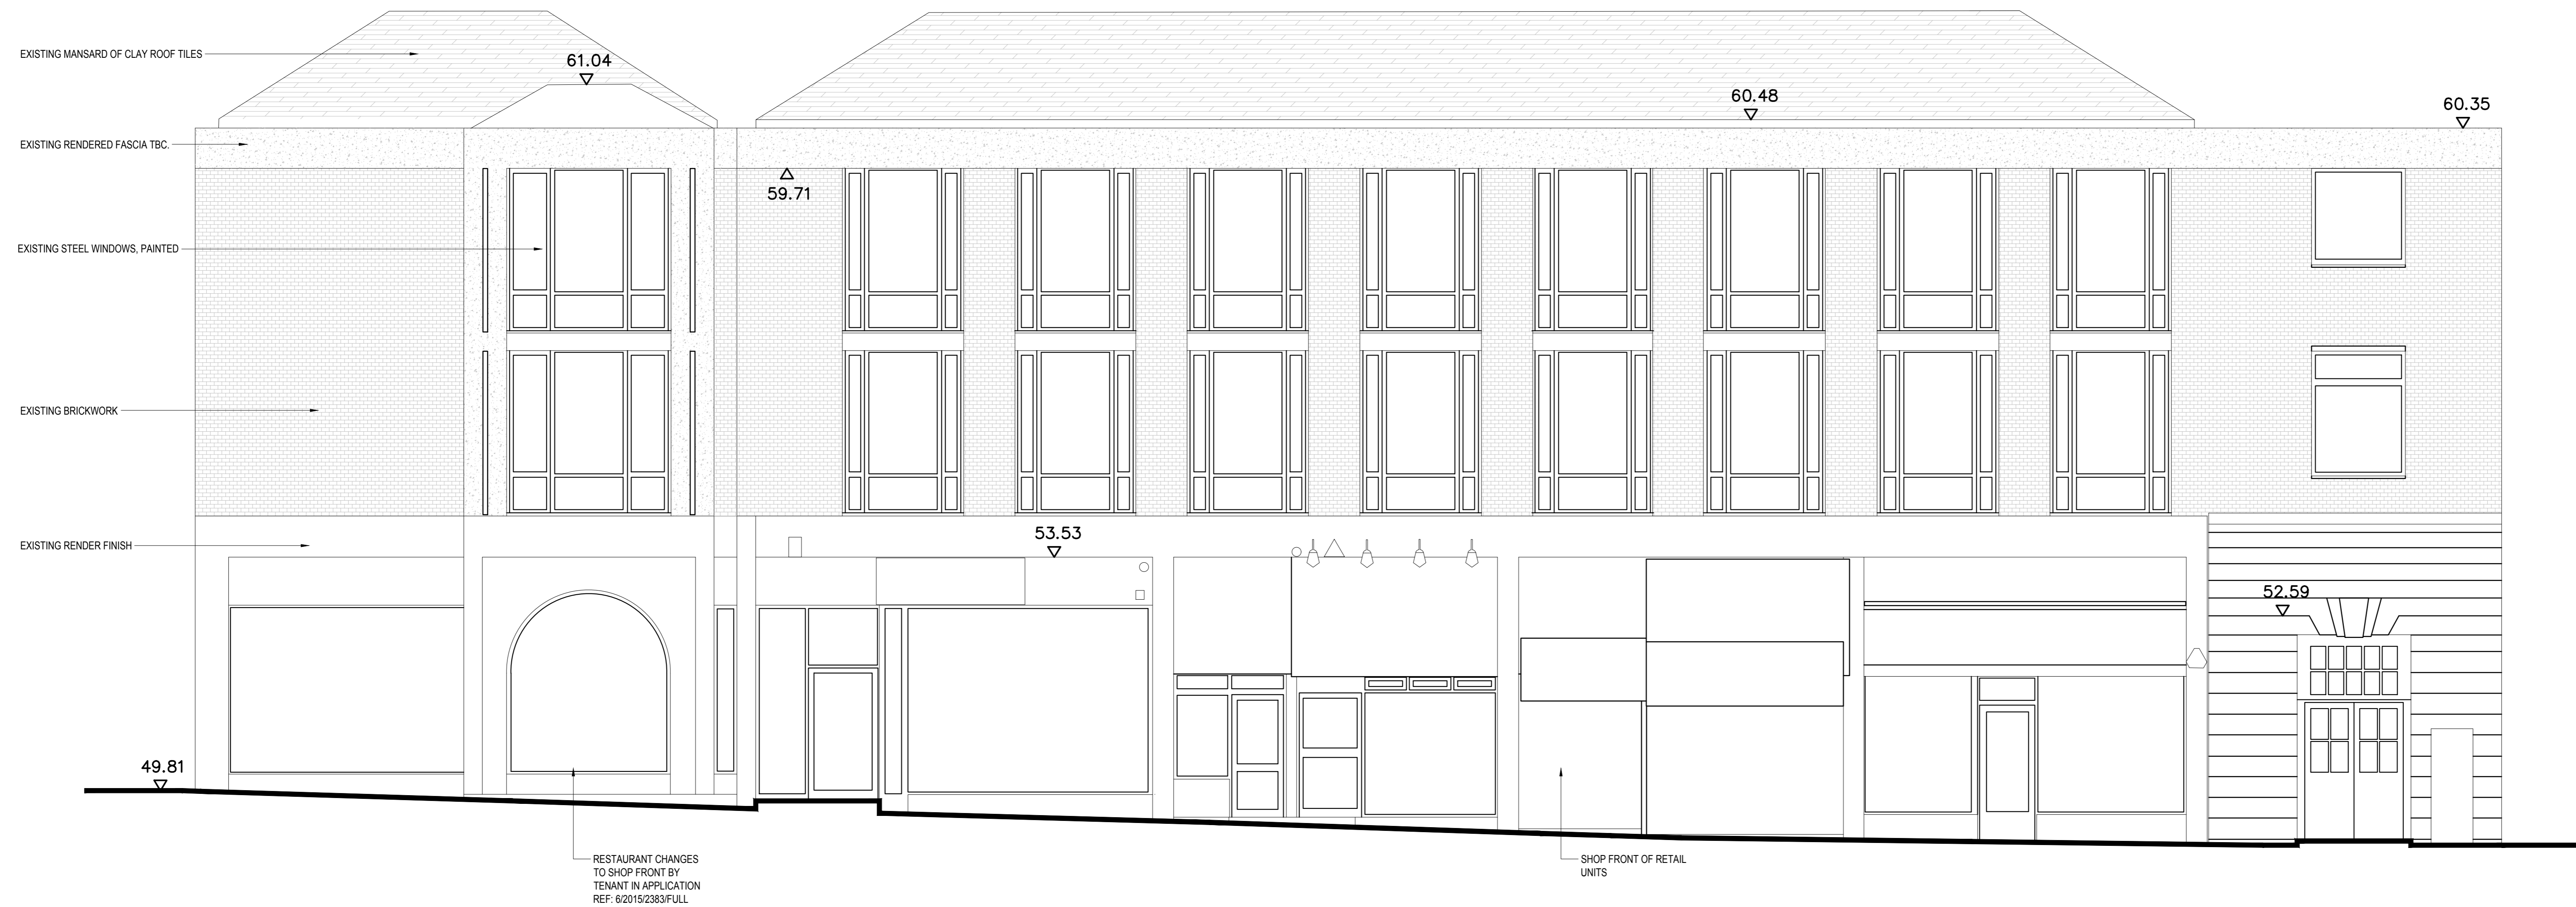 EXISTING MANSARD OF CLAY ROOF TILES
61.04
60.48
60.35
EXISTING RENDERED FASCIA TBC.
59.71
EXISTING STEEL WINDOWS, PAINTED
EXISTING BRICKWORK
EXISTING RENDER FINISH
53.53
52.59
49.81
RESTAURANT CHANGES
TO SHOP FRONT BY
TENANT IN APPLICATION
REF: 6/2015/2383/FULL
SHOP FRONT OF RETAIL
UNITS